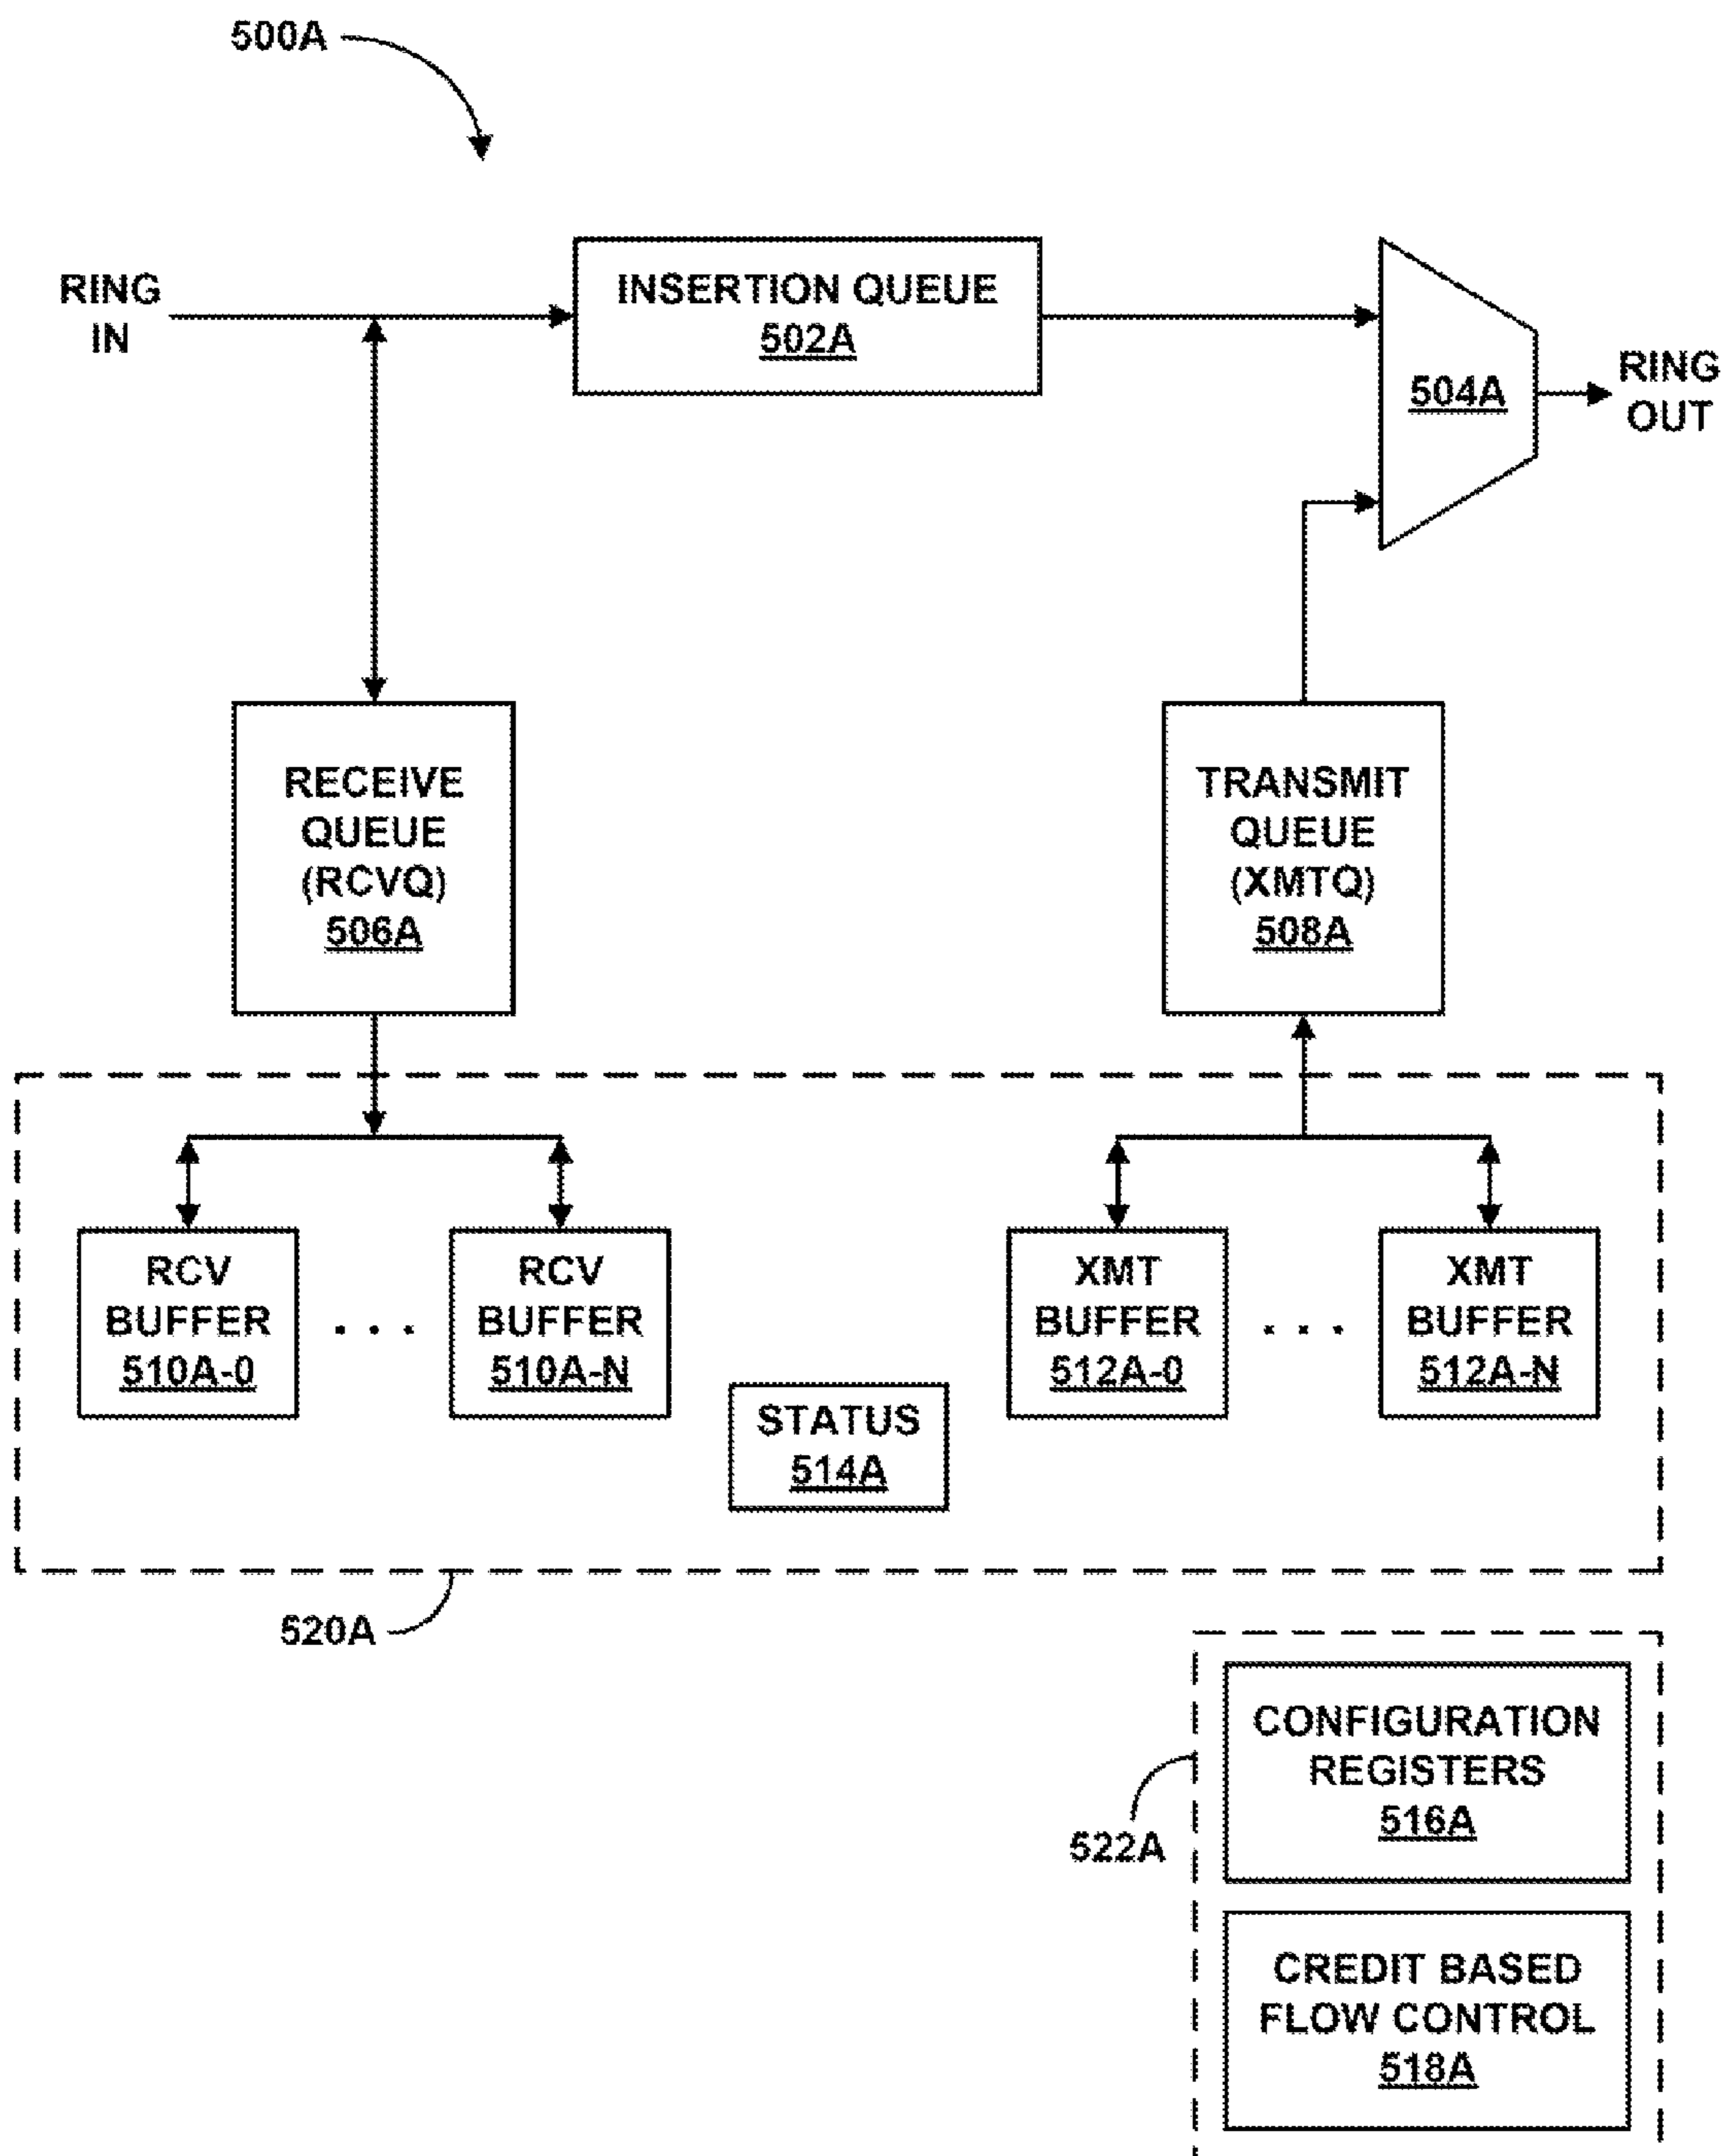 500A
RING
IN
INSERTION QUEUE
502A
504A
RING
OUT
RECEIVE
QUEUE
(RCVQ)
506A
TRANSMIT
QUEUE
(XMTQ)
508A
RCV
BUFFER
510A-0
. . .
RCV
BUFFER
510A-N
STATUS
514A
XMT
BUFFER
512A-0
. . .
XMT
BUFFER
512A-N
520A
522A
CONFIGURATION
REGISTERS
516A
CREDIT BASED
FLOW CONTROL
518A